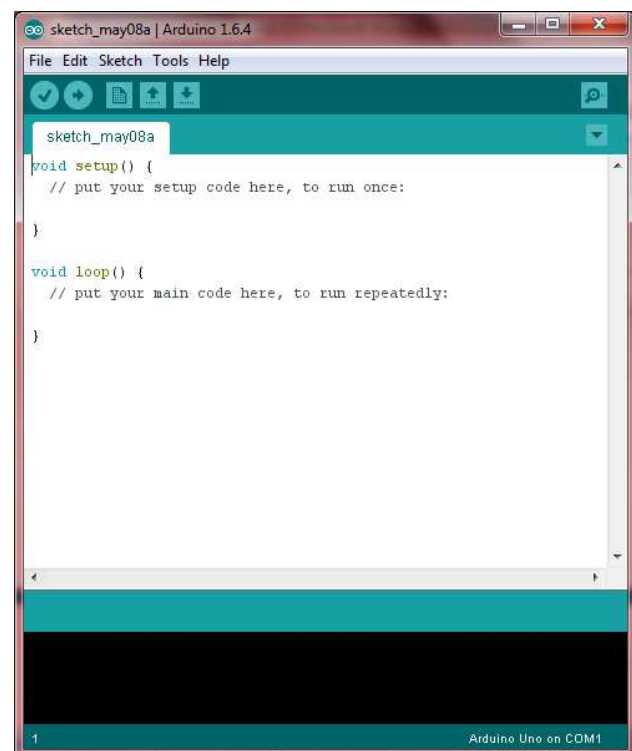 sketch_may08a | Arduino 1.6.4
File Edit Sketch Tools Help
sketch_may08a
void setup() {
  // put your setup code here, to run once:
}
void loop() {
  // put your main code here, to run repeatedly:
}
1 Arduino Uno on COM1